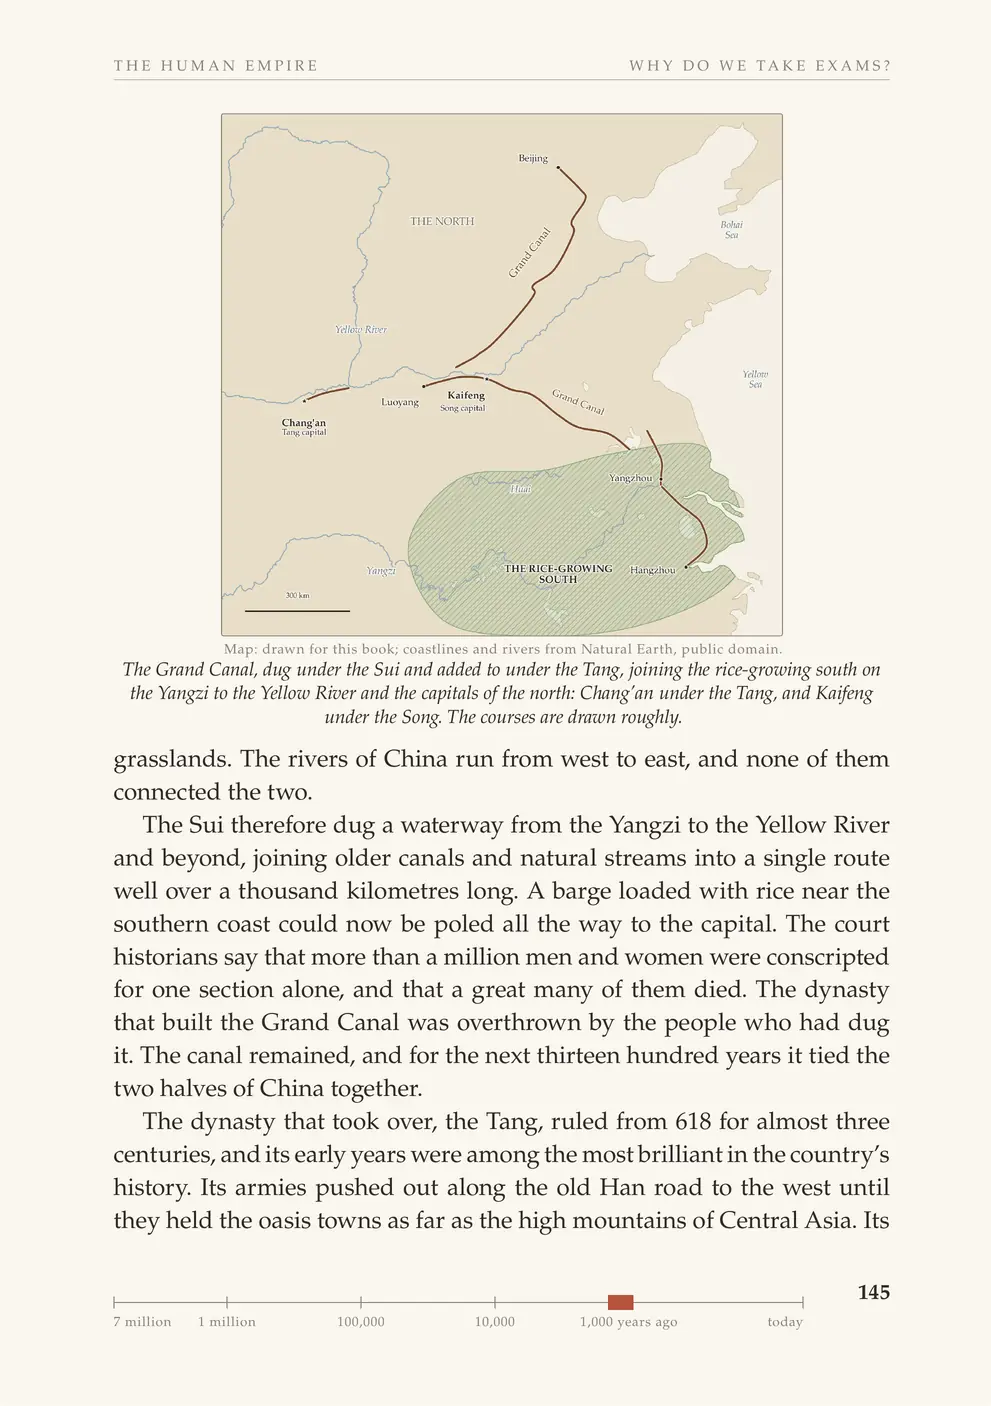 THE HUMAN EMPIRE
WHY DO WE TAKE EXAMS?
Beijing
THE NORTH
Bohai
Sea
Grand Canal
Yellow River
Yellow
Sea
Luoyang
Kaifeng
Song capital
Grand Canal
Chang'an
Tang capital
Yangzhou
Huai
Yangzi
THE RICE-GROWING
SOUTH
Hangzhou
300 km
Map: drawn for this book; coastlines and rivers from Natural Earth, public domain.
The Grand Canal, dug under the Sui and added to under the Tang, joining the rice-growing south on
the Yangzi to the Yellow River and the capitals of the north: Chang’an under the Tang, and Kaifeng
under the Song. The courses are drawn roughly.
grasslands. The rivers of China run from west to east, and none of them
connected the two.
The Sui therefore dug a waterway from the Yangzi to the Yellow River
and beyond, joining older canals and natural streams into a single route
well over a thousand kilometres long. A barge loaded with rice near the
southern coast could now be poled all the way to the capital. The court
historians say that more than a million men and women were conscripted
for one section alone, and that a great many of them died. The dynasty
that built the Grand Canal was overthrown by the people who had dug
it. The canal remained, and for the next thirteen hundred years it tied the
two halves of China together.
The dynasty that took over, the Tang, ruled from 618 for almost three
centuries, and its early years were among the most brilliant in the country’s
history. Its armies pushed out along the old Han road to the west until
they held the oasis towns as far as the high mountains of Central Asia. Its
145
7 million
1 million
100,000
10,000
1,000 years ago
today